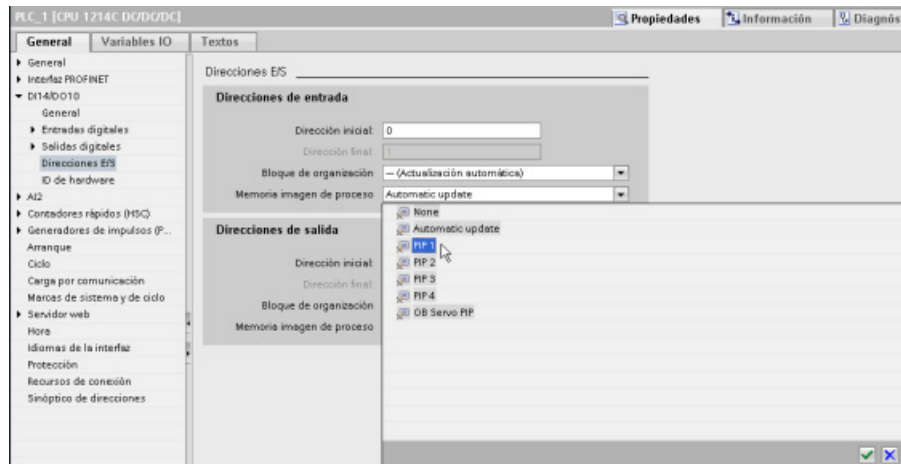 PLC_1 [CPU 1214C DC/DC/DC]
Propiedades
Información
Diagnós
General
Variables IO
Textos
General
Interfaz PROFINET
DI14/DO10
General
Entradas digitales
Salidas digitales
Direcciones E/S
ID de hardware
AI2
Contadores rápidos (HSC)
Generadores de impulsos (P...
Arranque
Ciclo
Carga por comunicación
Marcas de sistema y de ciclo
Servidor web
Hora
Idiomas de la interfaz
Protección
Recursos de conexión
Sinóptico de direcciones
Direcciones E/S
Direcciones de entrada
Dirección inicial: 0
Dirección final: 1
Bloque de organización --- (Actualización automática)
Memoria imagen de proceso Automatic update
None
Automatic update
PIP 1
PIP 2
PIP 3
PIP 4
OB Servo PIP
Direcciones de salida
Dirección inicial:
Dirección final:
Bloque de organización
Memoria imagen de proceso